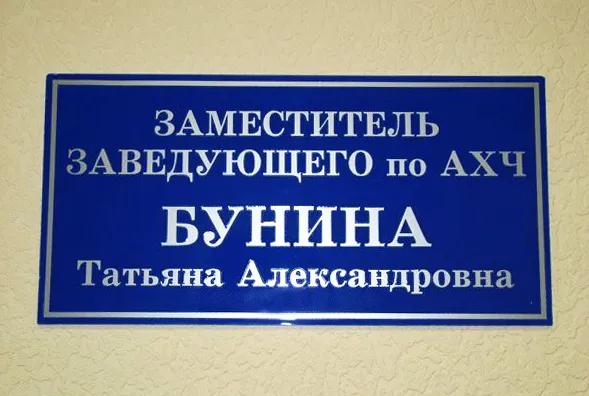 ЗАМЕСТИТЕЛЬ
ЗАВЕДУЮЩЕГО по АХЧ
БУНИНА
Татьяна Александровна